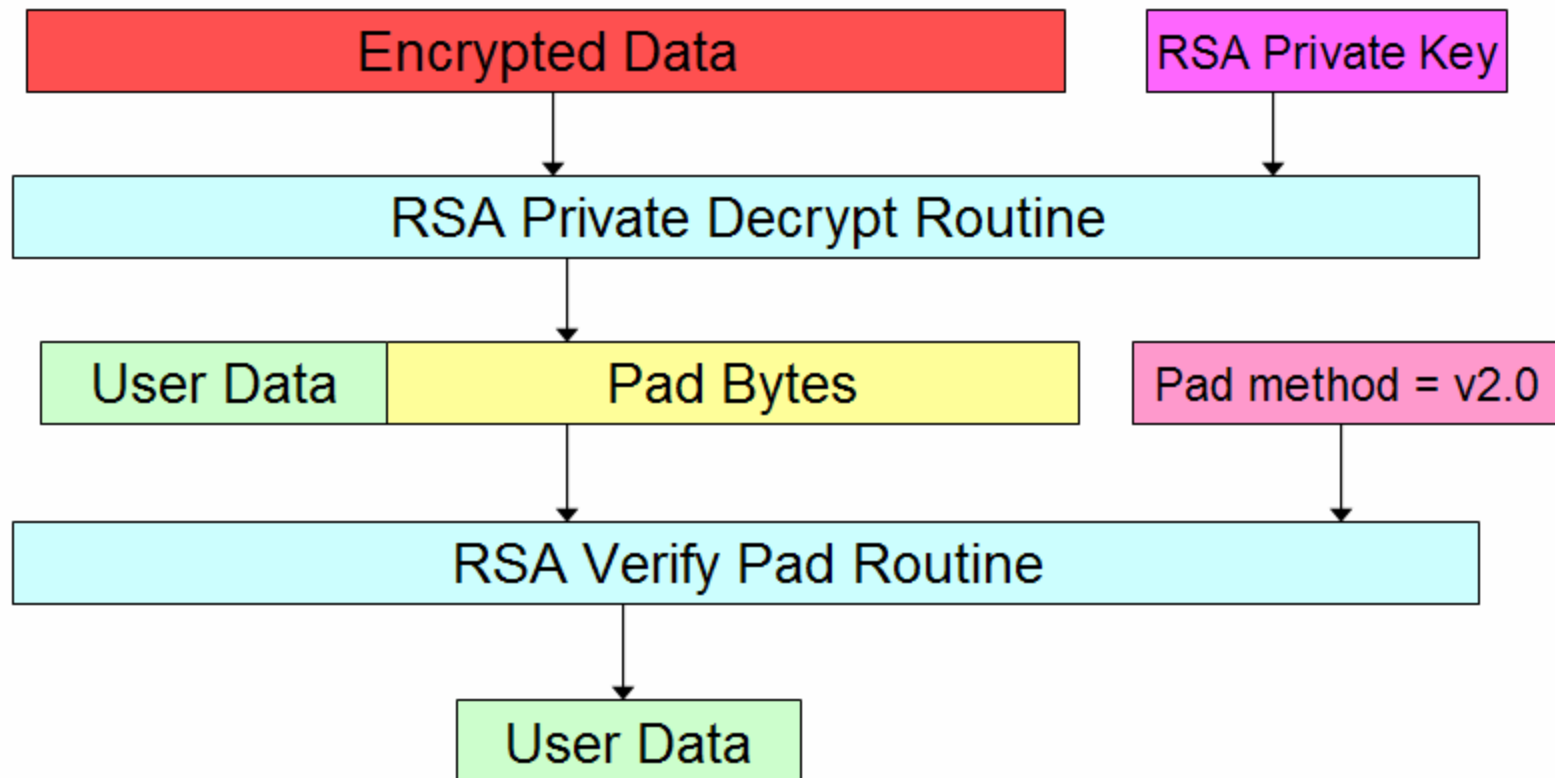 Encrypted Data
RSA Private Key
RSA Private Decrypt Routine
User Data
Pad Bytes
Pad method = v2.0
RSA Verify Pad Routine
User Data